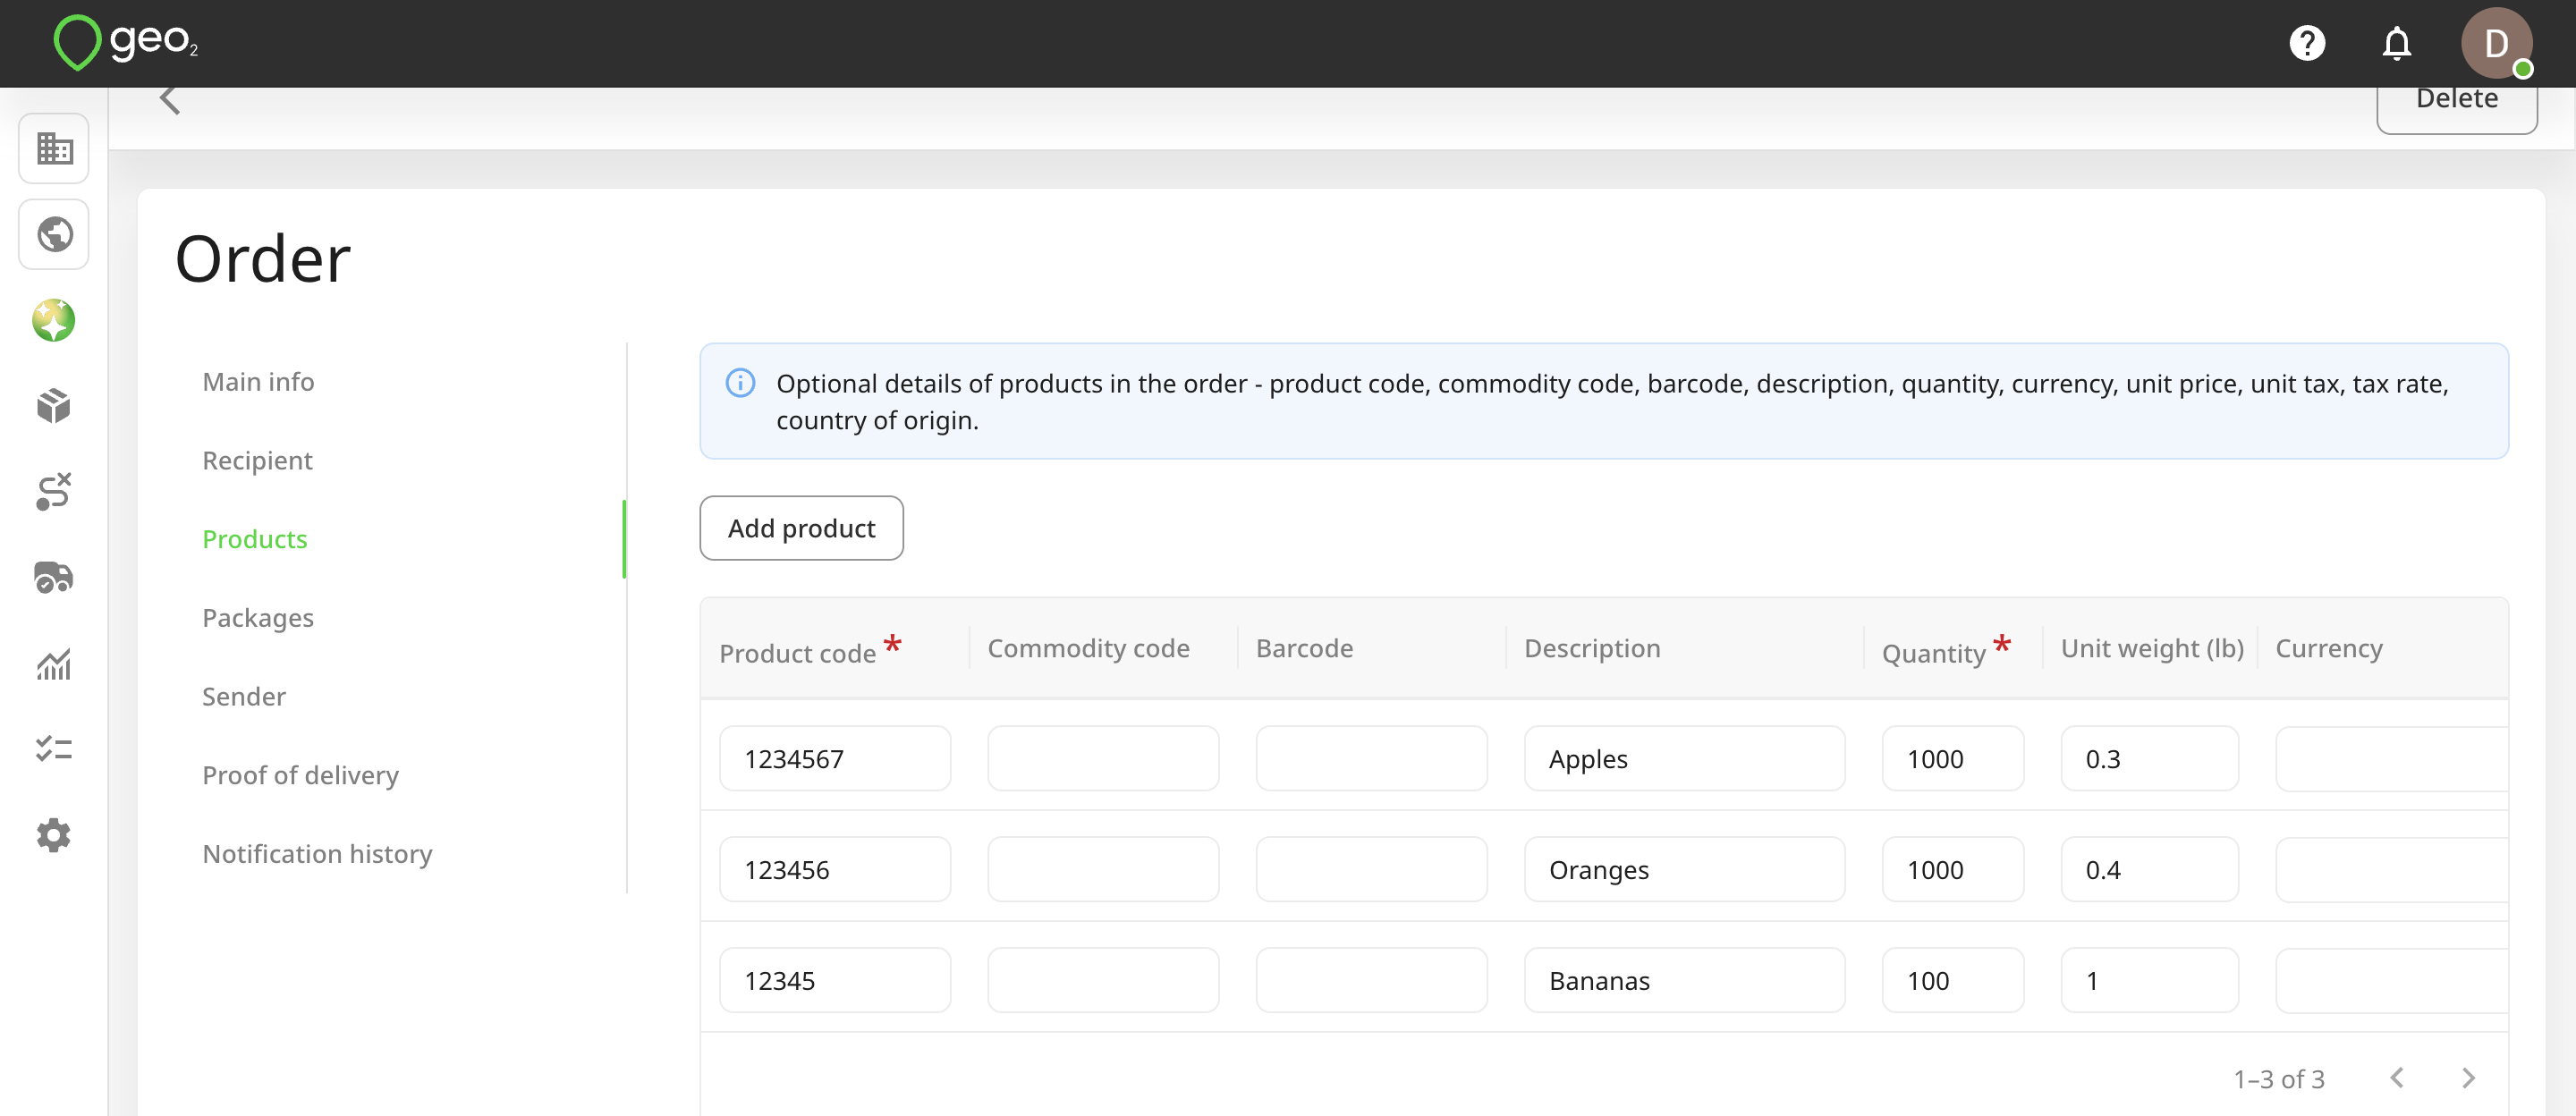 geo2
D
Delete
Order
Main info
Recipient
Products
Packages
Sender
Proof of delivery
Notification history
Optional details of products in the order - product code, commodity code, barcode, description, quantity, currency, unit price, unit tax, tax rate,
country of origin.
Add product
Product code * Commodity code Barcode Description Quantity * Unit weight (lb) Currency
1234567 Apples 1000 0.3
123456 Oranges 1000 0.4
12345 Bananas 100 1
1–3 of 3